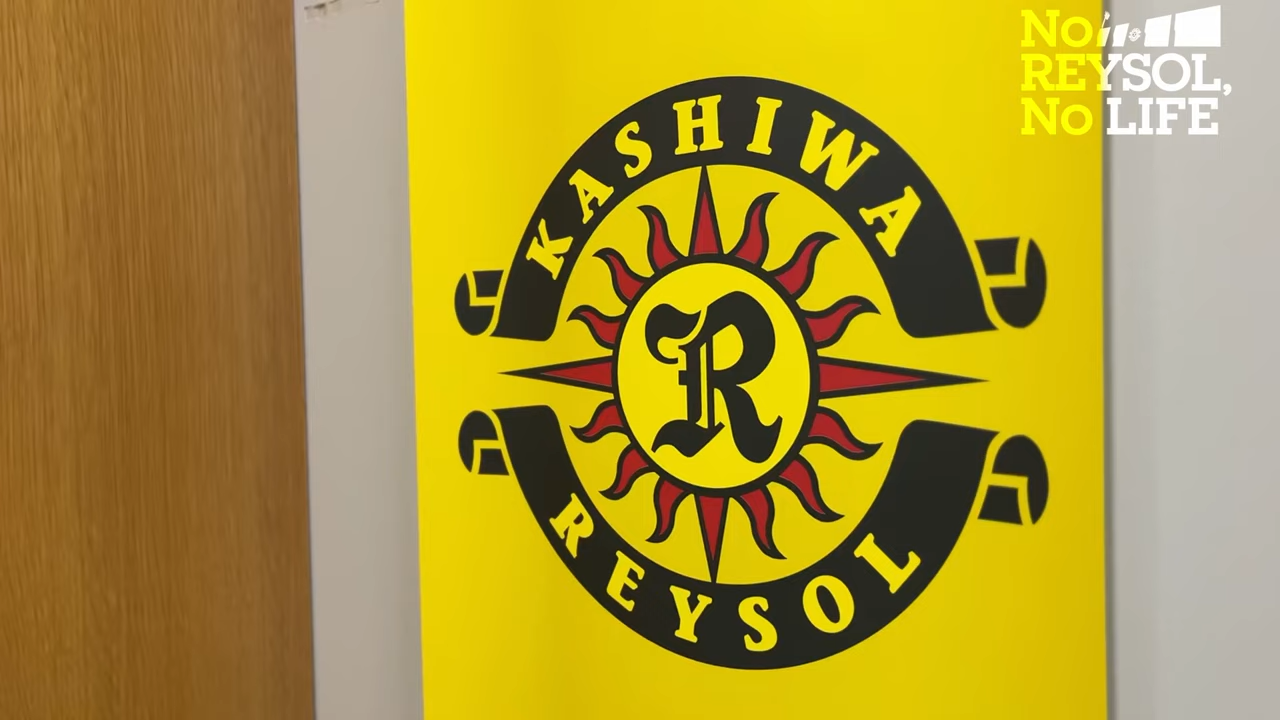 KASHIWA
R
REYSOL
No
REYSOL,
No LIFE